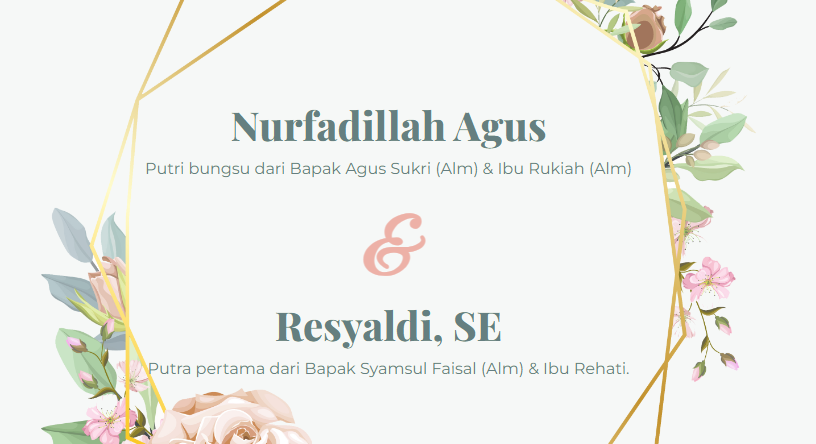 Nurfadillah Agus
Putri bungsu dari Bapak Agus Sukri (Alm) & Ibu Rukiah (Alm)
&
Resyaldi, SE
Putra pertama dari Bapak Syamsul Faisal (Alm) & Ibu Rehati.